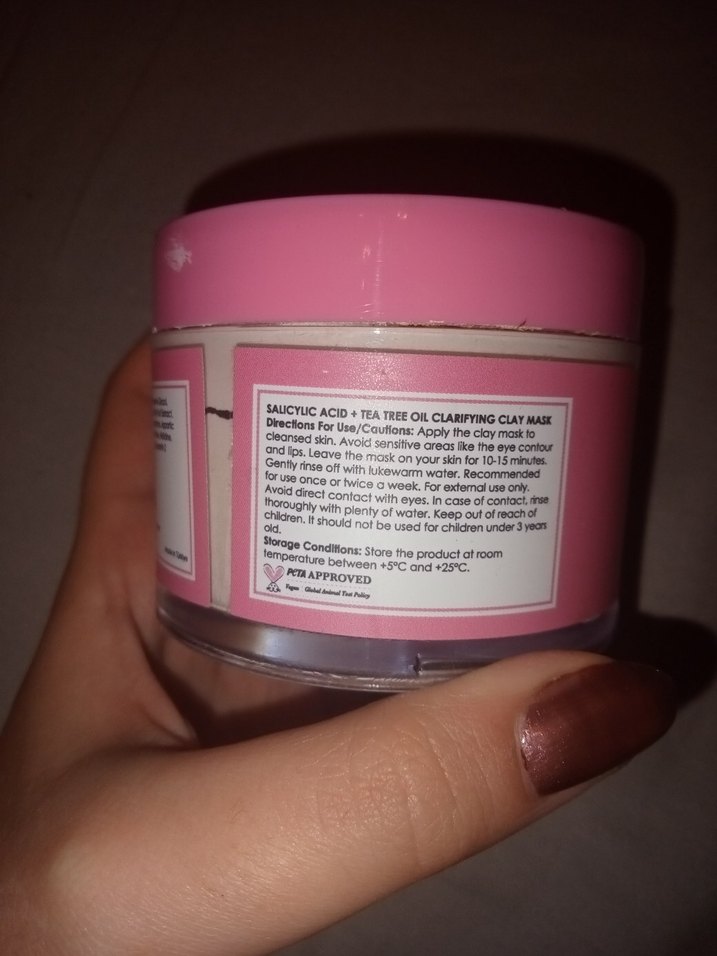 SALICYLIC ACID + TEA TREE OIL CLARIFYING CLAY MASK
Directions For Use/Cautions: Apply the clay mask to
cleansed skin. Avoid sensitive areas like the eye contour
and lips. Leave the mask on your skin for 10-15 minutes.
Gently rinse off with lukewarm water. Recommended
for use once or twice a week. For external use only.
Avoid direct contact with eyes. In case of contact, rinse
thoroughly with plenty of water. Keep out of reach of
children. It should not be used for children under 3 years
old.
Storage Conditions: Store the product at room
temperature between +5°C and +25°C.
PETA APPROVED
Vegan | Global Animal Test Policy